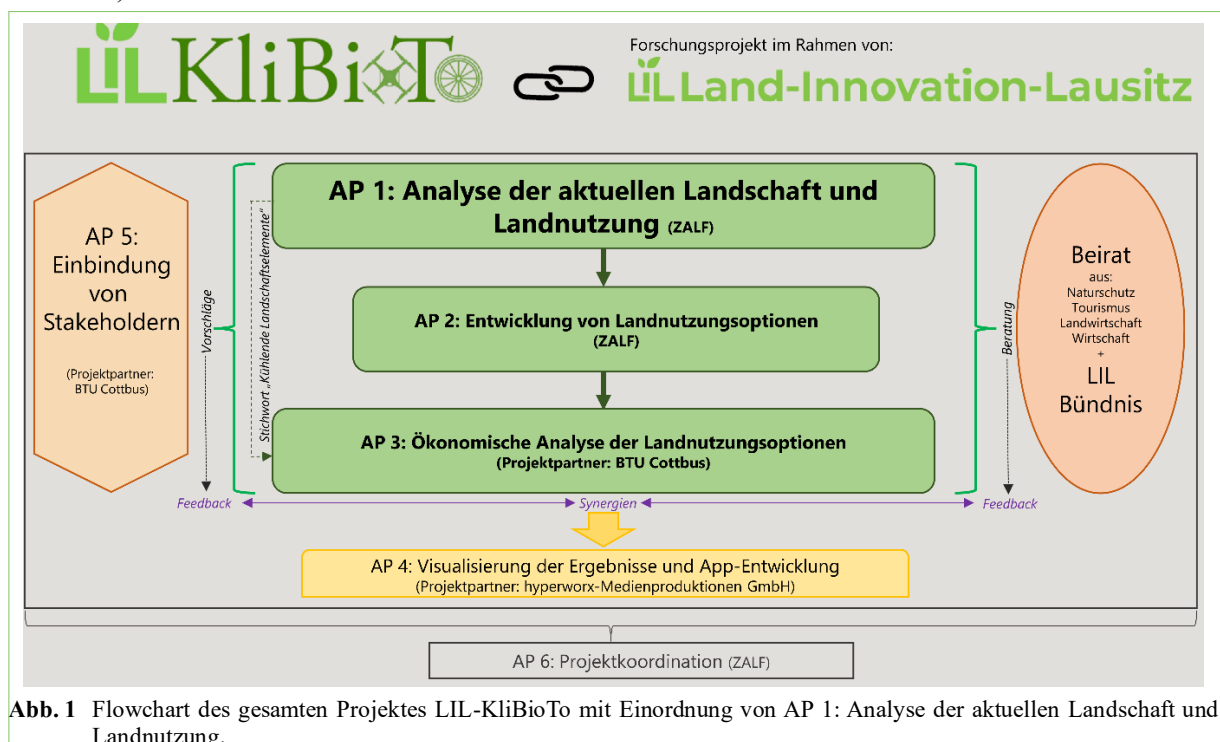 LIL KliBioTo
Forschungsprojekt im Rahmen von:
LIL Land-Innovation-Lausitz
AP 5:
Einbindung
von
Stakeholdern
(Projektpartner:
BTU Cottbus)
Vorschläge
Stichwort „Kühlende Landschaftselemente“
AP 1: Analyse der aktuellen Landschaft und
Landnutzung (ZALF)
AP 2: Entwicklung von Landnutzungsoptionen
(ZALF)
AP 3: Ökonomische Analyse der Landnutzungsoptionen
(Projektpartner: BTU Cottbus)
Beratung
Beirat
aus:
Naturschutz
Tourismus
Landwirtschaft
Wirtschaft
+
LIL
Bündnis
Feedback
Synergien
Feedback
AP 4: Visualisierung der Ergebnisse und App-Entwicklung
(Projektpartner: hyperworx-Medienproduktionen GmbH)
AP 6: Projektkoordination (ZALF)
Abb. 1 Flowchart des gesamten Projektes LIL-KliBioTo mit Einordnung von AP 1: Analyse der aktuellen Landschaft und
Landnutzung.